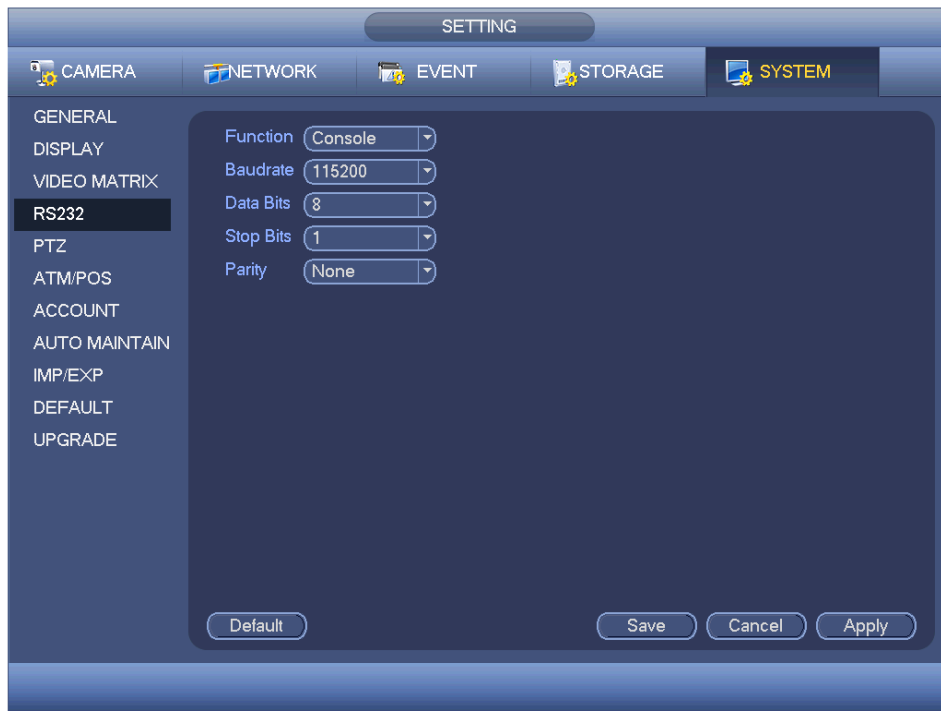 SETTING
CAMERA NETWORK EVENT STORAGE SYSTEM
GENERAL
DISPLAY
VIDEO MATRIX
RS232
PTZ
ATM/POS
ACCOUNT
AUTO MAINTAIN
IMP/EXP
DEFAULT
UPGRADE
Function Console
Baudrate 115200
Data Bits 8
Stop Bits 1
Parity None
Default Save Cancel Apply